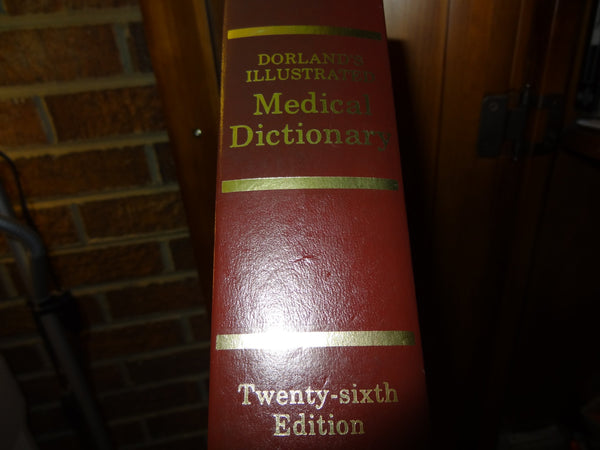 DORLAND'S
ILLUSTRATED
Medical
Dictionary
Twenty-sixth
Edition